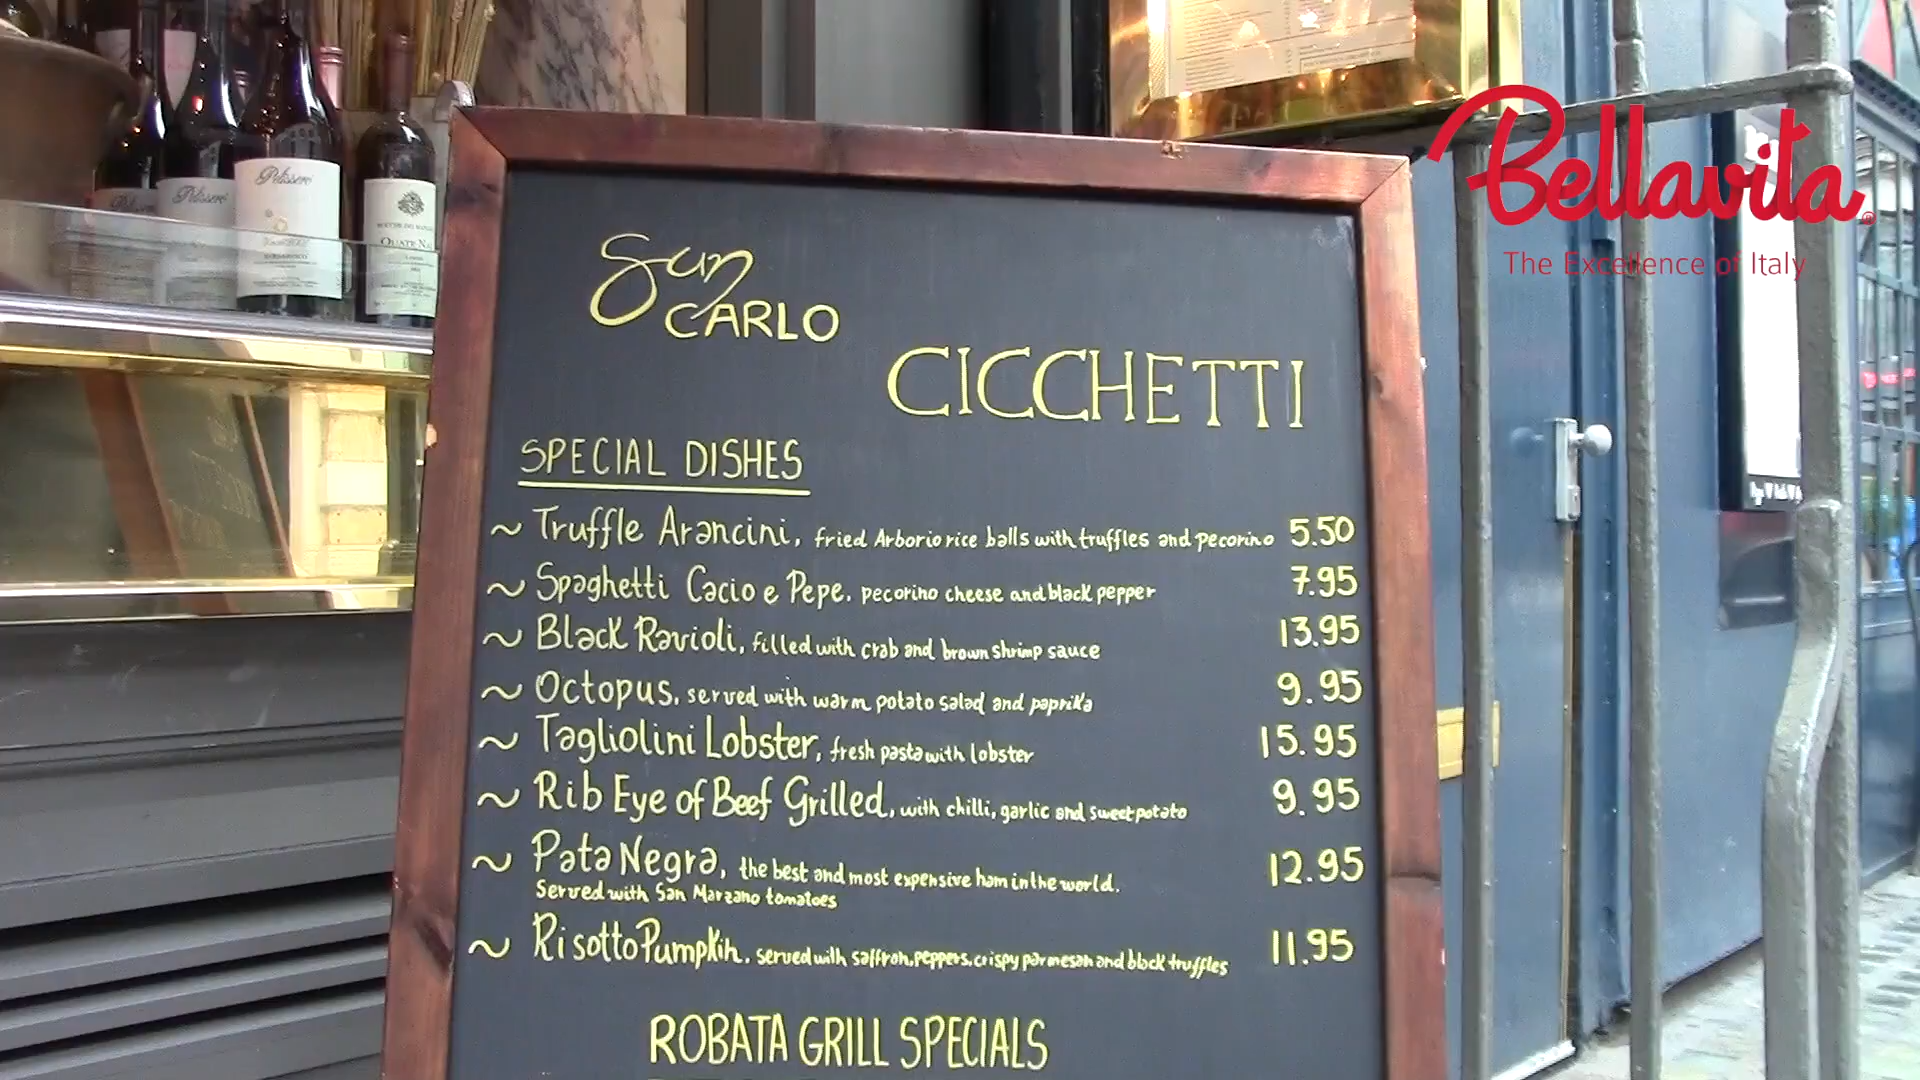 Bellavita
The Excellence of Italy
Pelissero
Pelissero
San
CARLO
CICCHETTI
SPECIAL DISHES
~ Truffle Arancini, fried Arborio rice balls with truffles and pecorino 5.50
~ Spaghetti Cacio e Pepe. pecorino cheese and black pepper 7.95
~ Black Ravioli, filled with crab and brown shrimp sauce 13.95
~ Octopus, served with warm potato salad and paprika 9.95
~ Tagliolini Lobster, fresh pasta with lobster 15.95
~ Rib Eye of Beef Grilled, with chilli, garlic and sweet potato 9.95
~ Pata Negra, the best and most expensive ham in the world. 12.95
Served with San Marzano tomatoes
~ Risotto Pumpkin. served with saffron, peppers, crispy parmesan and black truffles 11.95
ROBATA GRILL SPECIALS